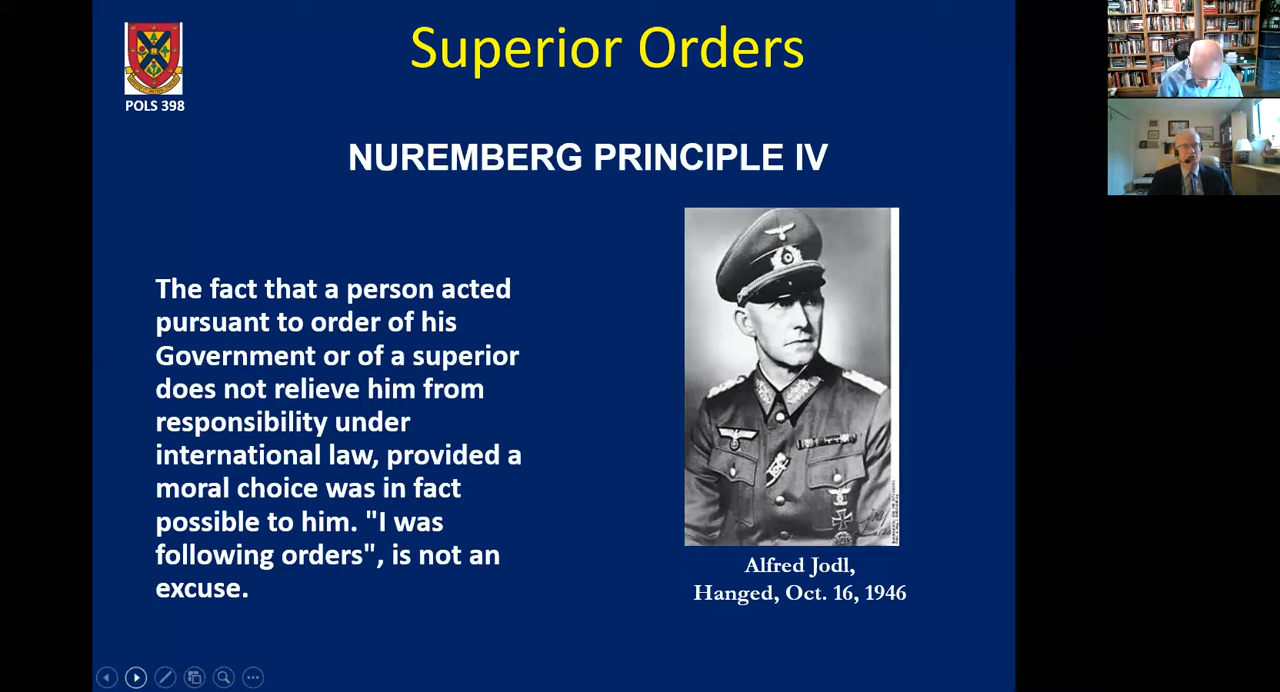 Superior Orders
POLS 398
NUREMBERG PRINCIPLE IV
The fact that a person acted
pursuant to order of his
Government or of a superior
does not relieve him from
responsibility under
international law, provided a
moral choice was in fact
possible to him. "I was
following orders", is not an
excuse.
Alfred Jodl,
Hanged, Oct. 16, 1946